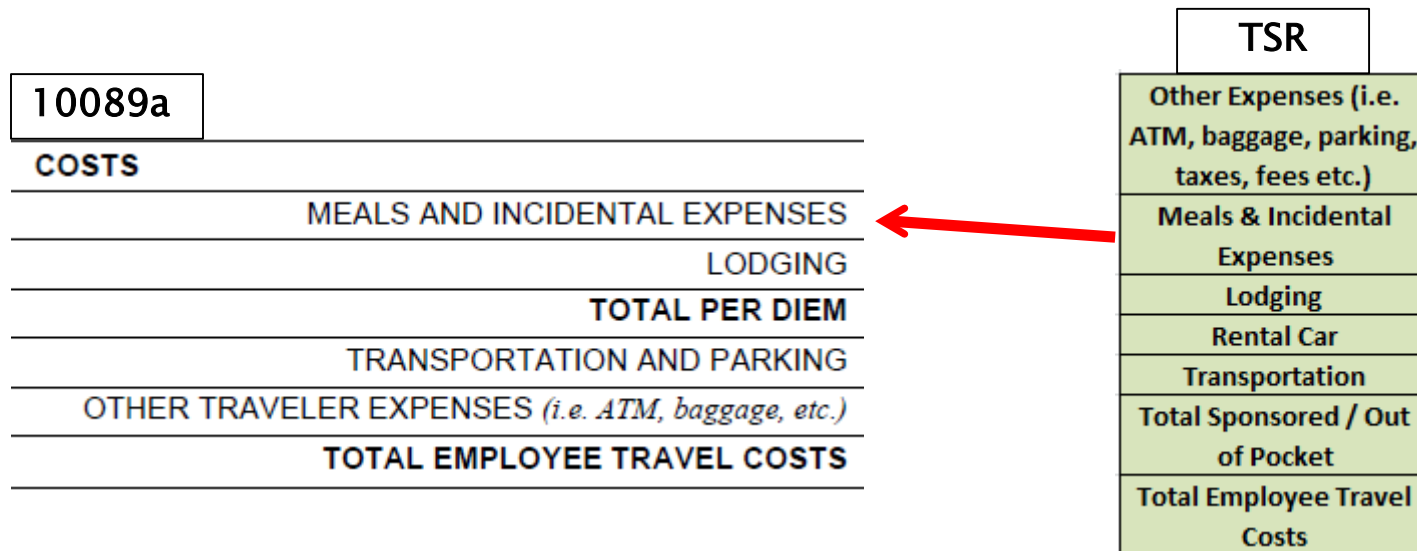 10089a
COSTS
MEALS AND INCIDENTAL EXPENSES
LODGING
TOTAL PER DIEM
TRANSPORTATION AND PARKING
OTHER TRAVELER EXPENSES (i.e. ATM, baggage, etc.)
TOTAL EMPLOYEE TRAVEL COSTS
TSR
Other Expenses (i.e.
ATM, baggage, parking,
taxes, fees etc.)
Meals & Incidental
Expenses
Lodging
Rental Car
Transportation
Total Sponsored / Out
of Pocket
Total Employee Travel
Costs